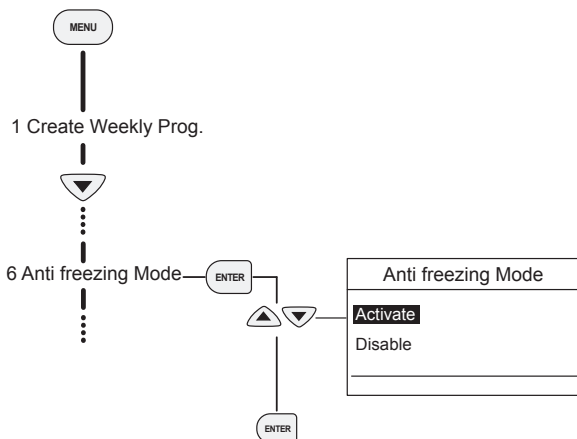 MENU
1 Create Weekly Prog.
6 Anti freezing Mode
ENTER
Anti freezing Mode
Activate
Disable
ENTER